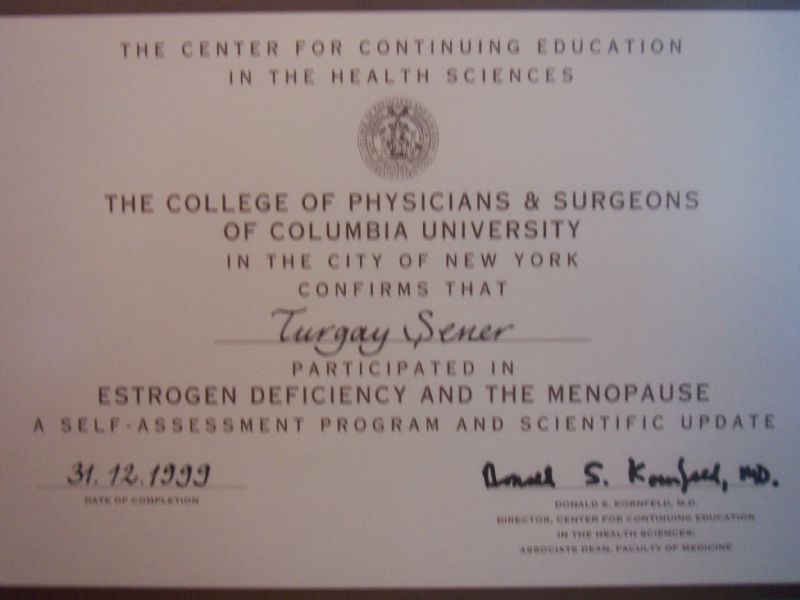 THE CENTER FOR CONTINUING EDUCATION
IN THE HEALTH SCIENCES
THE COLLEGE OF PHYSICIANS & SURGEONS
OF COLUMBIA UNIVERSITY
IN THE CITY OF NEW YORK
CONFIRMS THAT
Turgay Şener
PARTICIPATED IN
ESTROGEN DEFICIENCY AND THE MENOPAUSE
A SELF-ASSESSMENT PROGRAM AND SCIENTIFIC UPDATE
31.12.1999
DATE OF COMPLETION
Donald S. Kornfeld, M.D.
DONALD S. KORNFELD, M.D.
DIRECTOR, CENTER FOR CONTINUING EDUCATION
IN THE HEALTH SCIENCES;
ASSOCIATE DEAN, FACULTY OF MEDICINE